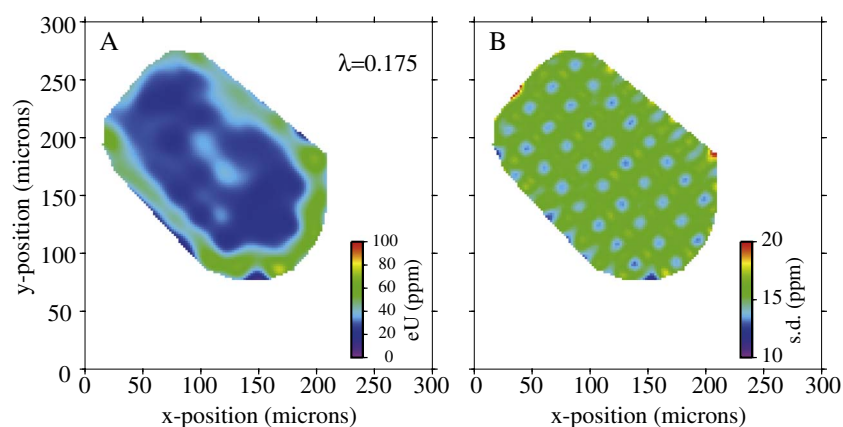 300
250
200
150
100
50
0
y-position (microns)
A
λ=0.175
100
80
60
40
20
0
eU (ppm)
0 50 100 150 200 250 300
x-position (microns)
B
20
15
10
s.d. (ppm)
0 50 100 150 200 250 300
x-position (microns)